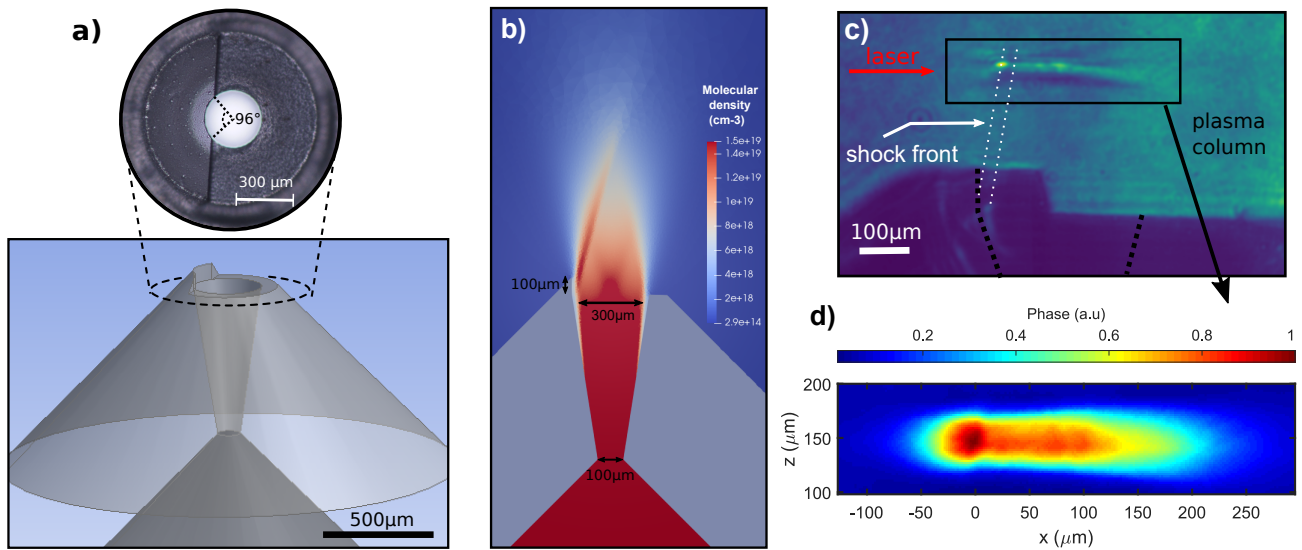 a)
96°
300 µm
500µm
b)
Molecular
density
(cm-3)
1.5e+19
1.4e+19
1.2e+19
1e+19
8e+18
6e+18
4e+18
2e+18
2.9e+14
100µm
300µm
100µm
c)
laser
shock front
plasma
column
100µm
d)
Phase (a.u)
0.2 0.4 0.6 0.8 1
200
150
100
z (µm)
-100 -50 0 50 100 150 200 250
x (µm)